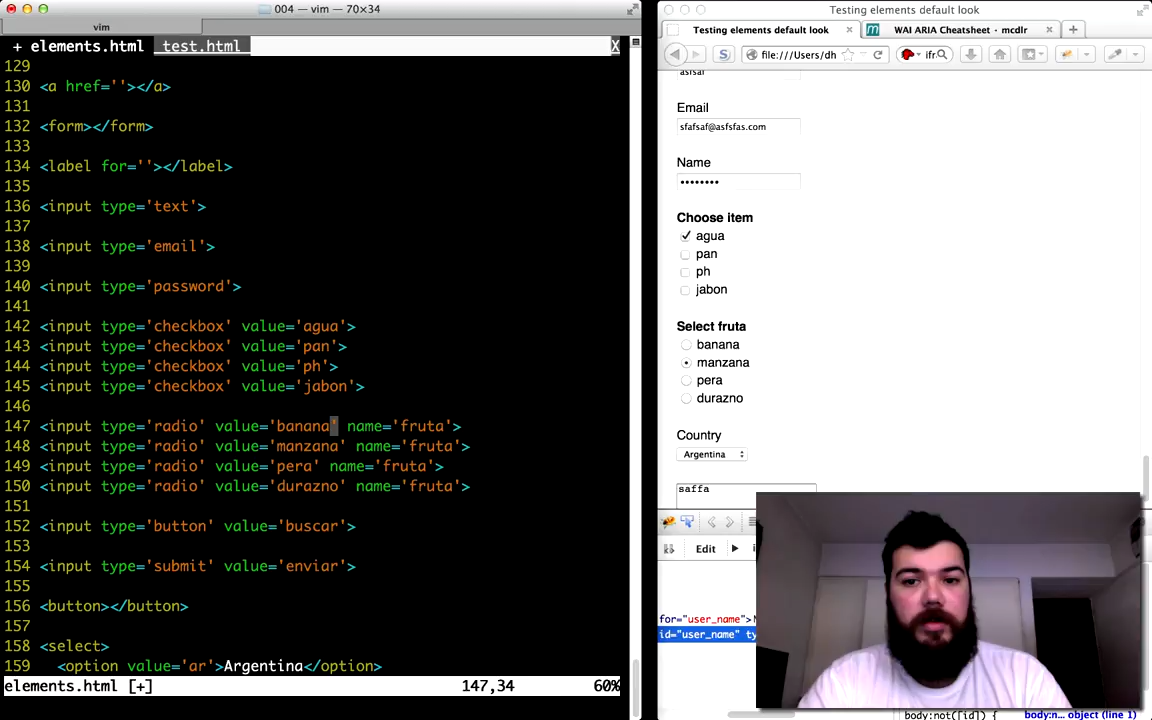 004 — vim — 70×34
vim
+ elements.html test.html X
129
130 <a href=''></a>
131
132 <form></form>
133
134 <label for=''></label>
135
136 <input type='text'>
137
138 <input type='email'>
139
140 <input type='password'>
141
142 <input type='checkbox' value='agua'>
143 <input type='checkbox' value='pan'>
144 <input type='checkbox' value='ph'>
145 <input type='checkbox' value='jabon'>
146
147 <input type='radio' value='banana' name='fruta'>
148 <input type='radio' value='manzana' name='fruta'>
149 <input type='radio' value='pera' name='fruta'>
150 <input type='radio' value='durazno' name='fruta'>
151
152 <input type='button' value='buscar'>
153
154 <input type='submit' value='enviar'>
155
156 <button></button>
157
158 <select>
159 <option value='ar'>Argentina</option>
elements.html [+] 147,34 60%
Testing elements default look
Testing elements default look × WAI ARIA Cheatsheet - mcdlr × +
file:///Users/dh ifr
asfsaf
Email
sfafsaf@asfsfas.com
Name
••••••••
Choose item
agua
pan
ph
jabon
Select fruta
banana
manzana
pera
durazno
Country
Argentina
saffa
Edit
for="user_name">
id="user_name" ty
body:not([id]) { body:n... object (line 1)